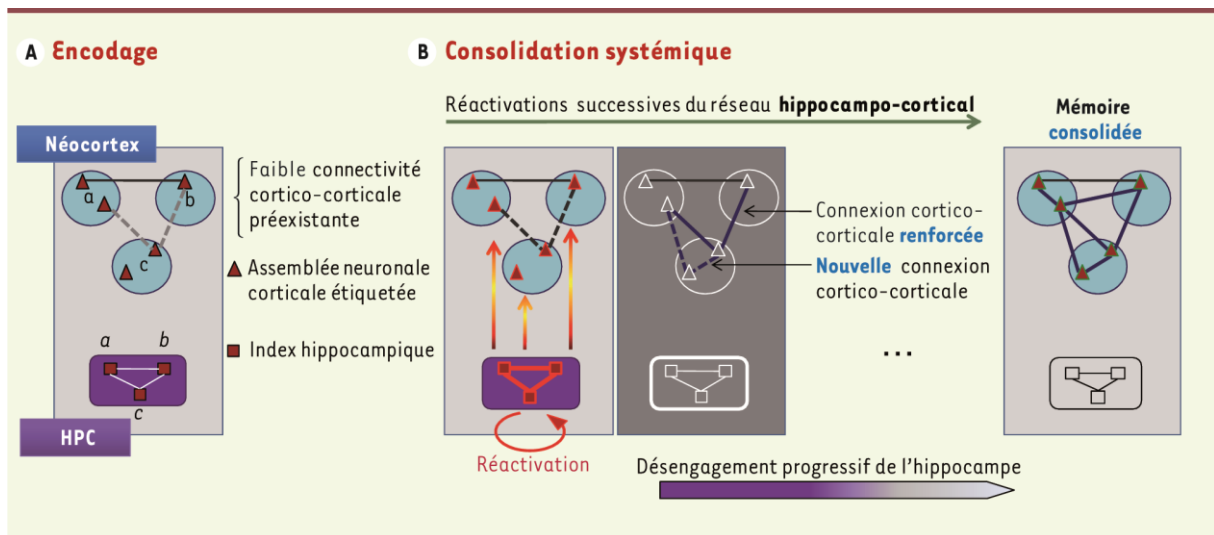 A Encodage
B Consolidation systémique
Réactivations successives du réseau hippocampo-cortical
Mémoire
consolidée
Néocortex
a
b
c
Faible connectivité
cortico-corticale
préexistante
Assemblée neuronale
corticale étiquetée
Index hippocampique
a b
c
HPC
Connexion cortico-
corticale renforcée
Nouvelle connexion
cortico-corticale
...
Réactivation
Désengagement progressif de l'hippocampe